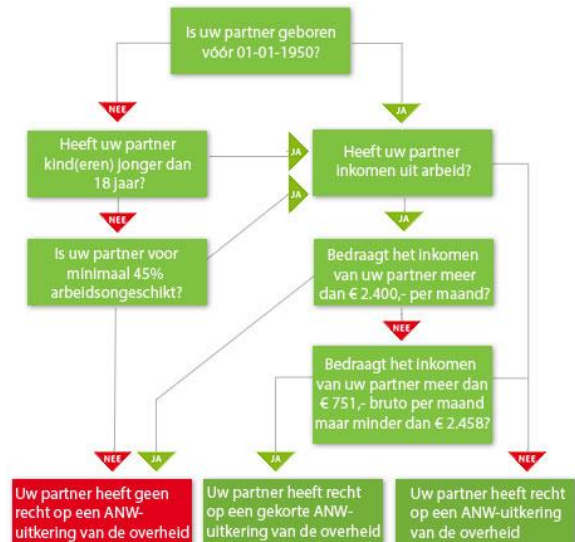 Is uw partner geboren
vóór 01-01-1950?
NEE
JA
Heeft uw partner
kind(eren) jonger dan
18 jaar?
JA
Heeft uw partner
inkomen uit arbeid?
JA
NEE
JA
Is uw partner voor
minimaal 45%
arbeidsongeschikt?
Bedraagt het inkomen
van uw partner meer
dan € 2.400,- per maand?
NEE
Bedraagt het inkomen
van uw partner meer dan
€ 751,- bruto per maand
maar minder dan € 2.458?
NEE
JA
JA
NEE
Uw partner heeft geen
recht op een ANW-
uitkering van de overheid
Uw partner heeft recht
op een gekorte ANW-
uitkering van de overheid
Uw partner heeft recht
op een ANW-uitkering
van de overheid